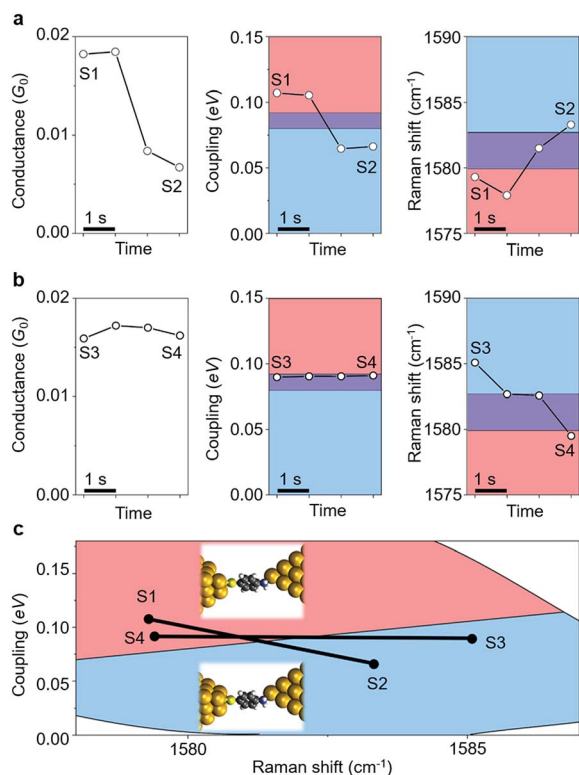 a
Conductance (G0)
0.02
0.01
0.00
S1
S2
1 s
Time
Coupling (eV)
0.15
0.10
0.05
0.00
S1
S2
1 s
Time
Raman shift (cm-1)
1590
1585
1580
1575
S1
S2
1 s
Time
b
Conductance (G0)
0.02
0.01
0.00
S3
S4
1 s
Time
Coupling (eV)
0.15
0.10
0.05
0.00
S3
S4
1 s
Time
Raman shift (cm-1)
1590
1585
1580
1575
S3
S4
1 s
Time
c
Coupling (eV)
0.15
0.10
0.05
0.00
S1
S4
S3
S2
1580
1585
Raman shift (cm-1)